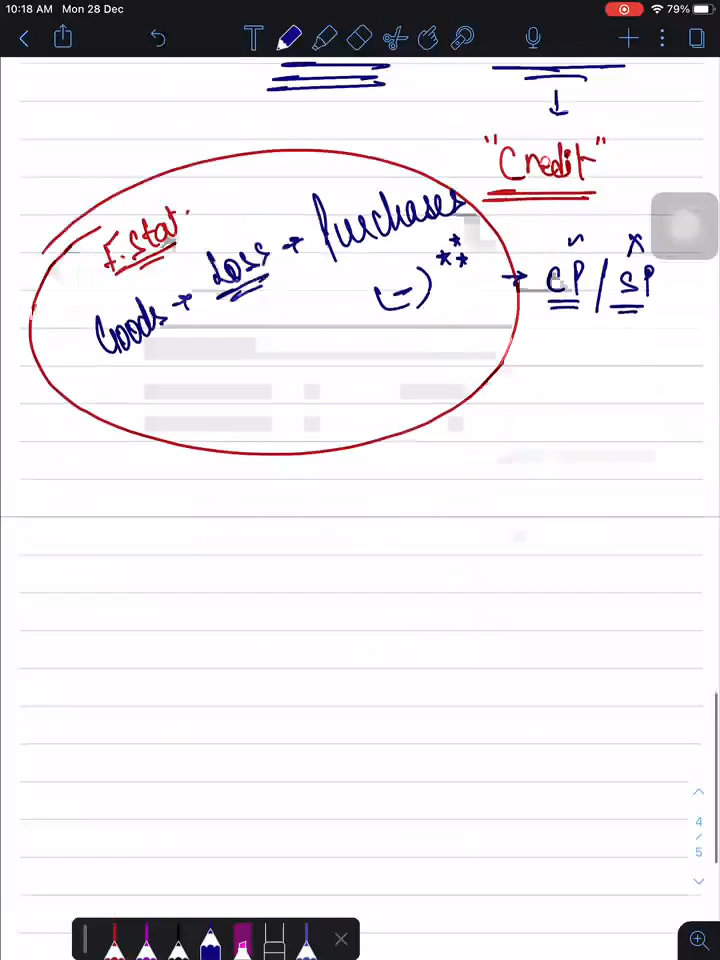 10:18 AM Mon 28 Dec
79%
T
"Credit"
F. Stat.
Goods → Loss → Purchases
(-) *** → CP / SP
4
/
5